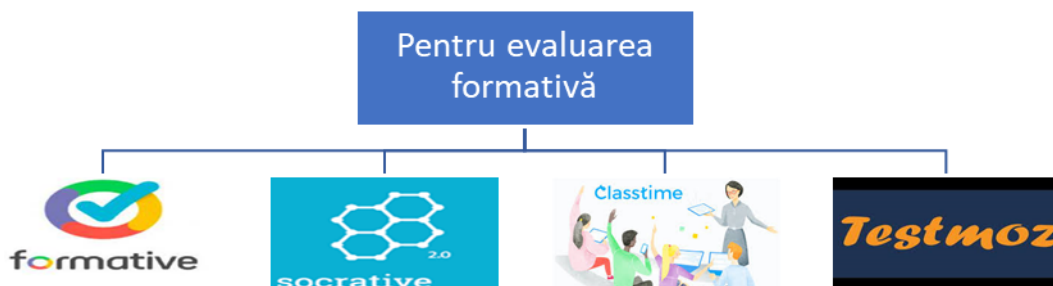 Pentru evaluarea
formativă
formative
socrative
2.0
Classtime
Testmoz